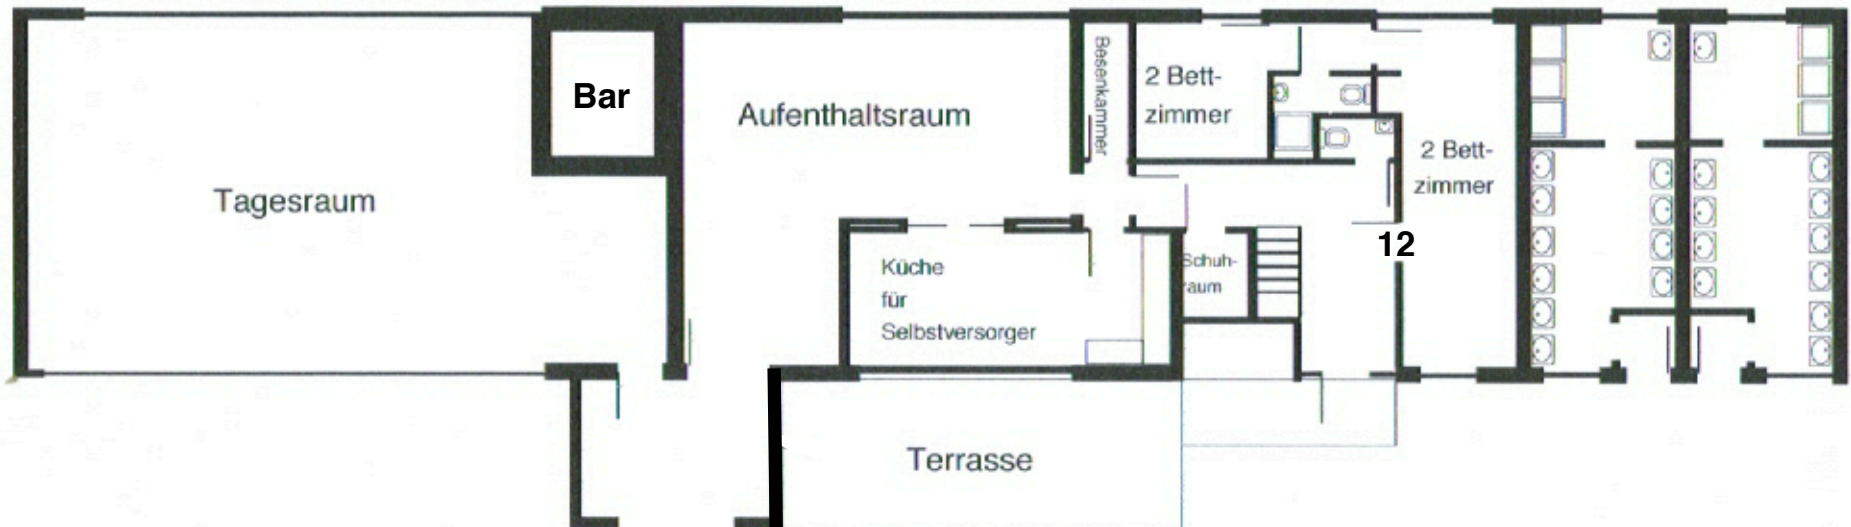 Bar
Aufenthaltsraum
Besenkammer
2 Bett-
zimmer
2 Bett-
zimmer
Tagesraum
12
Küche
für
Selbstversorger
Schuh-
raum
Terrasse